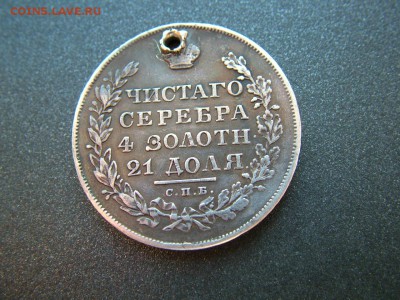 COINS.LAVE.RU
ЧИСТАГО
СЕРЕБРА
4 ЗОЛОТН
21 ДОЛЯ.
С.П.Б.